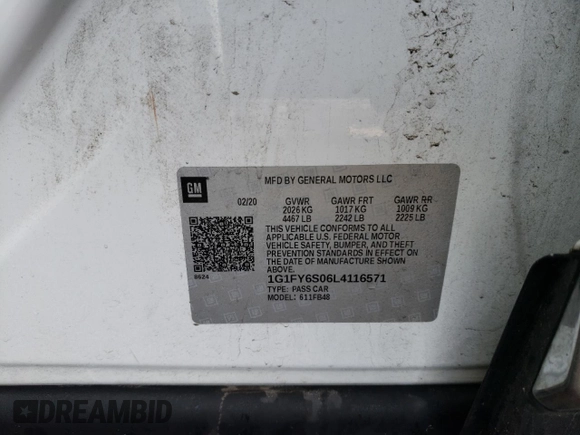 MFD BY GENERAL MOTORS LLC
GM
02/20 GVWR GAWR FRT GAWR RR
2026 KG 1017 KG 1009 KG
4467 LB 2242 LB 2225 LB
THIS VEHICLE CONFORMS TO ALL
APPLICABLE U.S. FEDERAL MOTOR
VEHICLE SAFETY, BUMPER, AND THEFT
PREVENTION STANDARDS IN EFFECT
ON THE DATE OF MANUFACTURE
SHOWN ABOVE.
1G1FY6S06L4116571
TYPE: PASS CAR
MODEL: 611FB48
DREAMBID